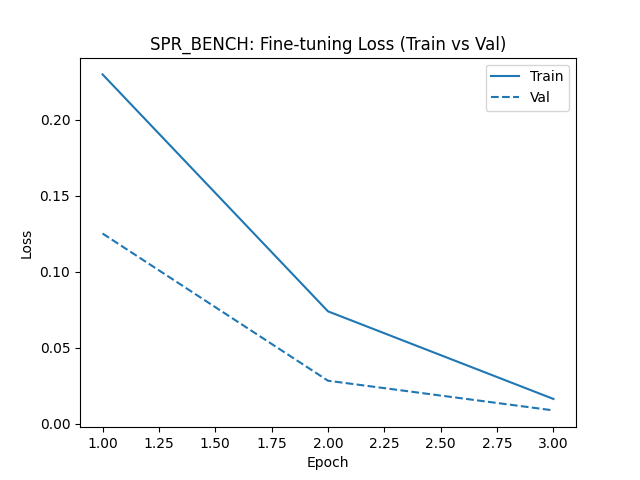 SPR_BENCH: Fine-tuning Loss (Train vs Val)
Train
Val
Loss
0.20
0.15
0.10
0.05
0.00
1.00 1.25 1.50 1.75 2.00 2.25 2.50 2.75 3.00
Epoch